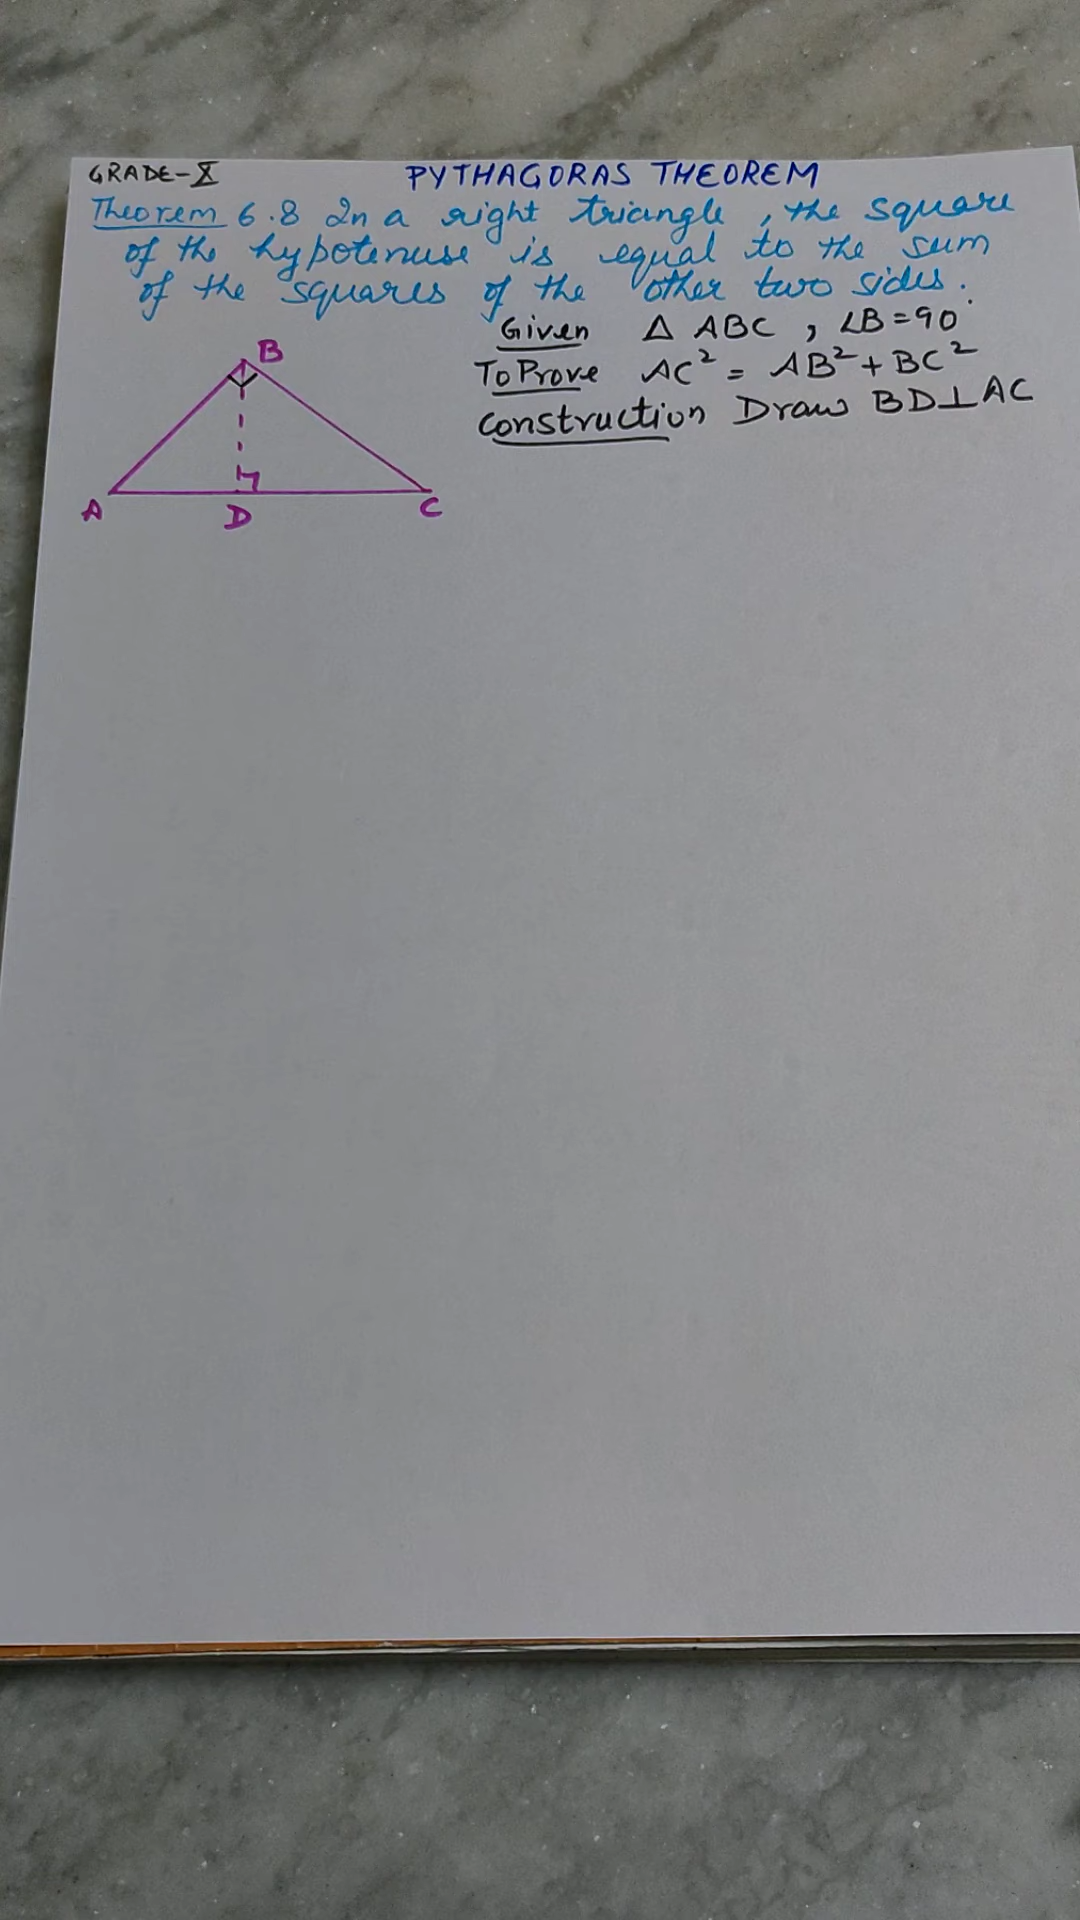 GRADE-X PYTHAGORAS THEOREM
Theorem 6.8 In a right triangle, the square
of the hypotenuse is equal to the sum
of the squares of the other two sides.
Given △ ABC, ∠B=90°
To Prove AC² = AB² + BC²
Construction Draw BD⊥AC
B
A
D
C